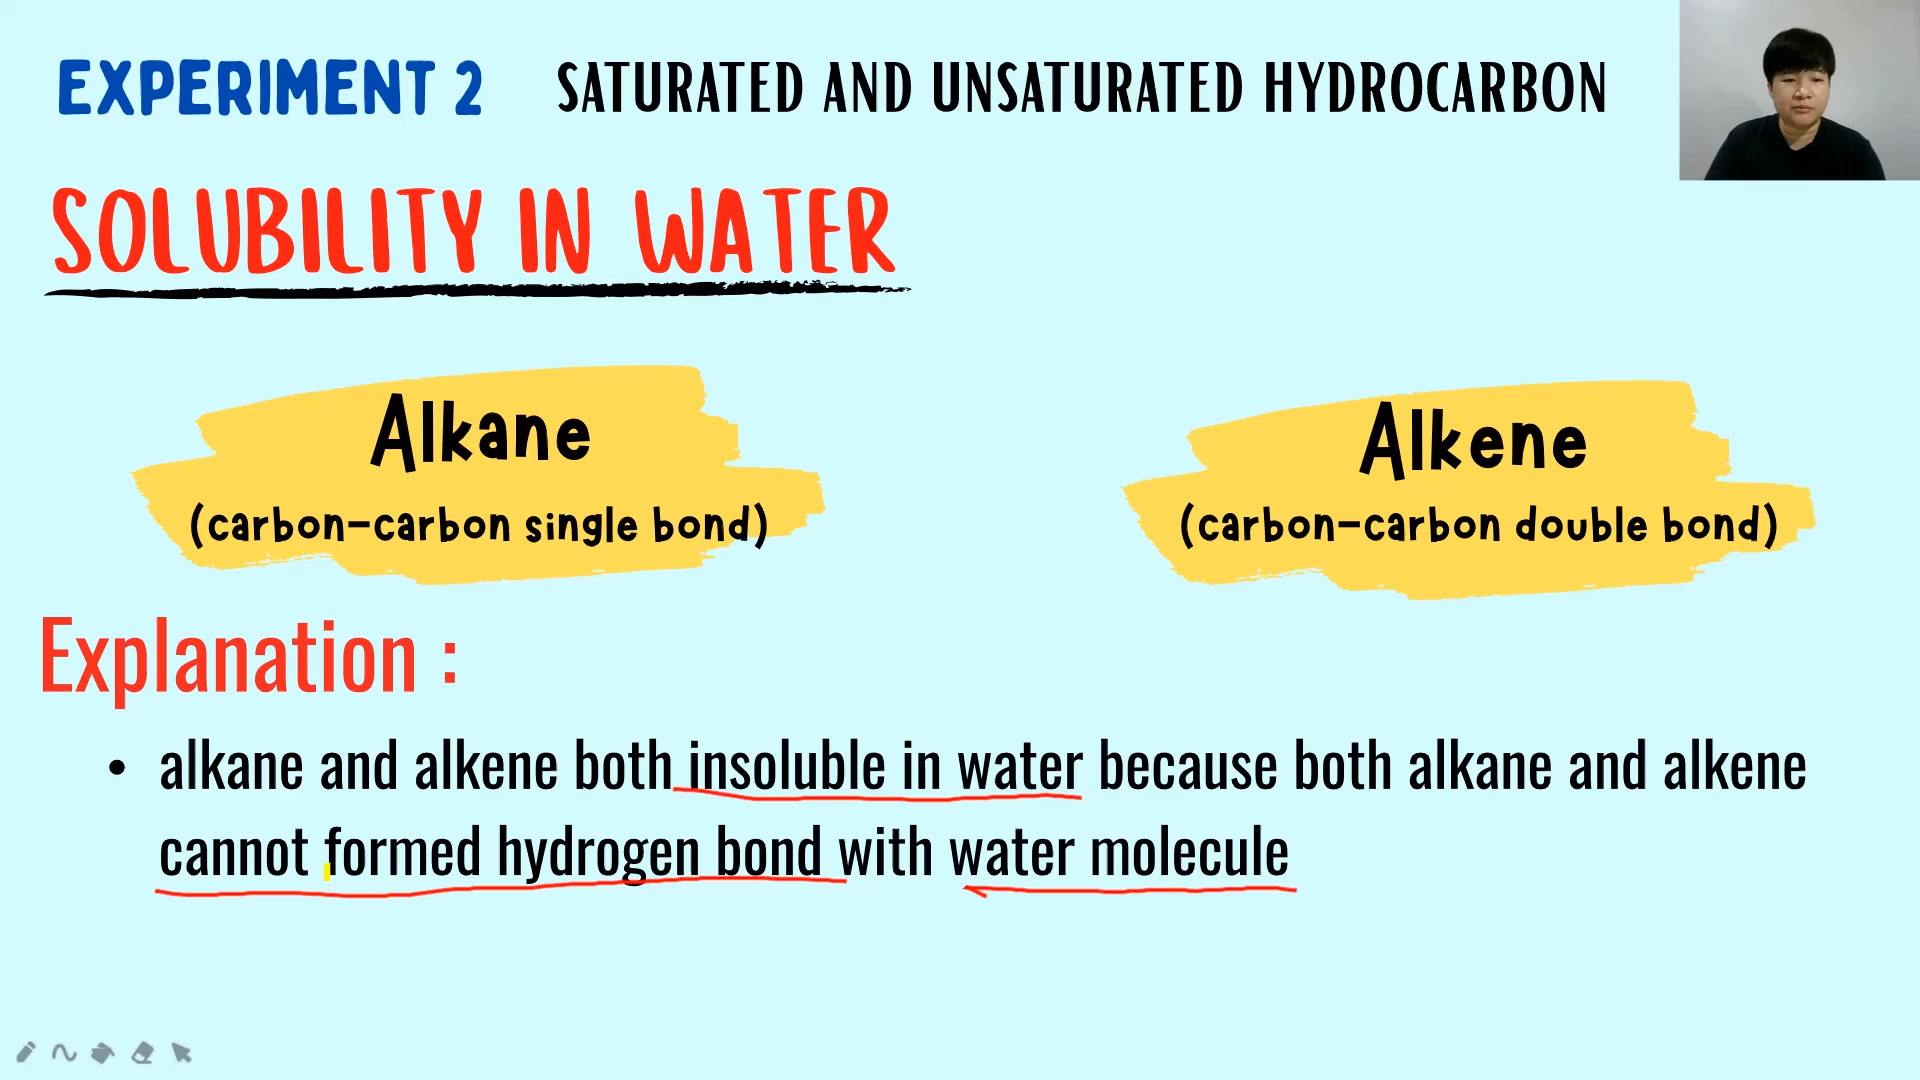 EXPERIMENT 2 SATURATED AND UNSATURATED HYDROCARBON
SOLUBILITY IN WATER
Alkane
(carbon-carbon single bond)
Alkene
(carbon-carbon double bond)
Explanation :
• alkane and alkene both insoluble in water because both alkane and alkene
cannot formed hydrogen bond with water molecule